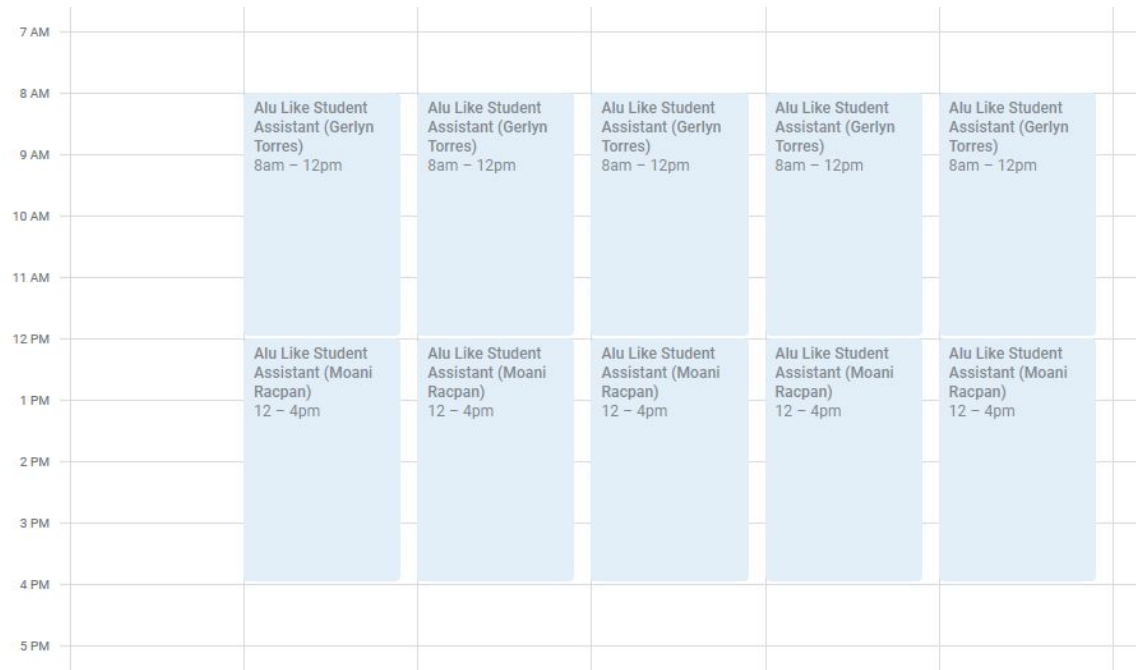 7 AM
8 AM
Alu Like Student
Assistant (Gerlyn
Torres)
8am – 12pm
Alu Like Student
Assistant (Gerlyn
Torres)
8am – 12pm
Alu Like Student
Assistant (Gerlyn
Torres)
8am – 12pm
Alu Like Student
Assistant (Gerlyn
Torres)
8am – 12pm
Alu Like Student
Assistant (Gerlyn
Torres)
8am – 12pm
9 AM
10 AM
11 AM
12 PM
Alu Like Student
Assistant (Moani
Racpan)
12 – 4pm
Alu Like Student
Assistant (Moani
Racpan)
12 – 4pm
Alu Like Student
Assistant (Moani
Racpan)
12 – 4pm
Alu Like Student
Assistant (Moani
Racpan)
12 – 4pm
Alu Like Student
Assistant (Moani
Racpan)
12 – 4pm
1 PM
2 PM
3 PM
4 PM
5 PM